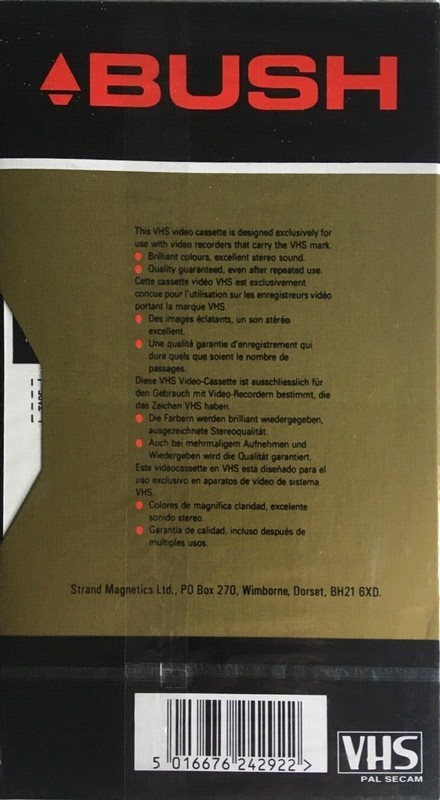 BUSH
This VHS video cassette is designed exclusively for
use with video recorders that carry the VHS mark.
Brilliant colours, excellent stereo sound.
Quality guaranteed, even after repeated use.
Cette cassette vidéo VHS est exclusivement
concue pour l'utilisation sur les enregistreurs vidéo
portant la marque VHS.
Des images éclatants, un son stéréo
excellent.
Une qualité garantie d'enregistrement qui
dure quels que soient le nombre de
passages.
Diese VHS Video-Cassette ist ausschliesslich für
den Gebrauch mit Video-Recordern bestimmt, die
das Zeichen VHS haben.
Die Farbern werden brilliant wiedergegeben,
ausgezeichnete Stereoqualität.
Auch bei mehrmaligem Aufnehmen und
Wiedergeben wird die Qualität garantiert.
Este videocassette en VHS está diseñado para el
uso exclusivo en aparatos de video de sistema
VHS.
Colores de magnifica claridad, excelente
sonido stereo.
Garantía de calidad, incluso después de
multiples usos.
Strand Magnetics Ltd., PO Box 270, Wimborne, Dorset, BH21 6XD.
5 016676 242922 >
VHS
PAL SECAM